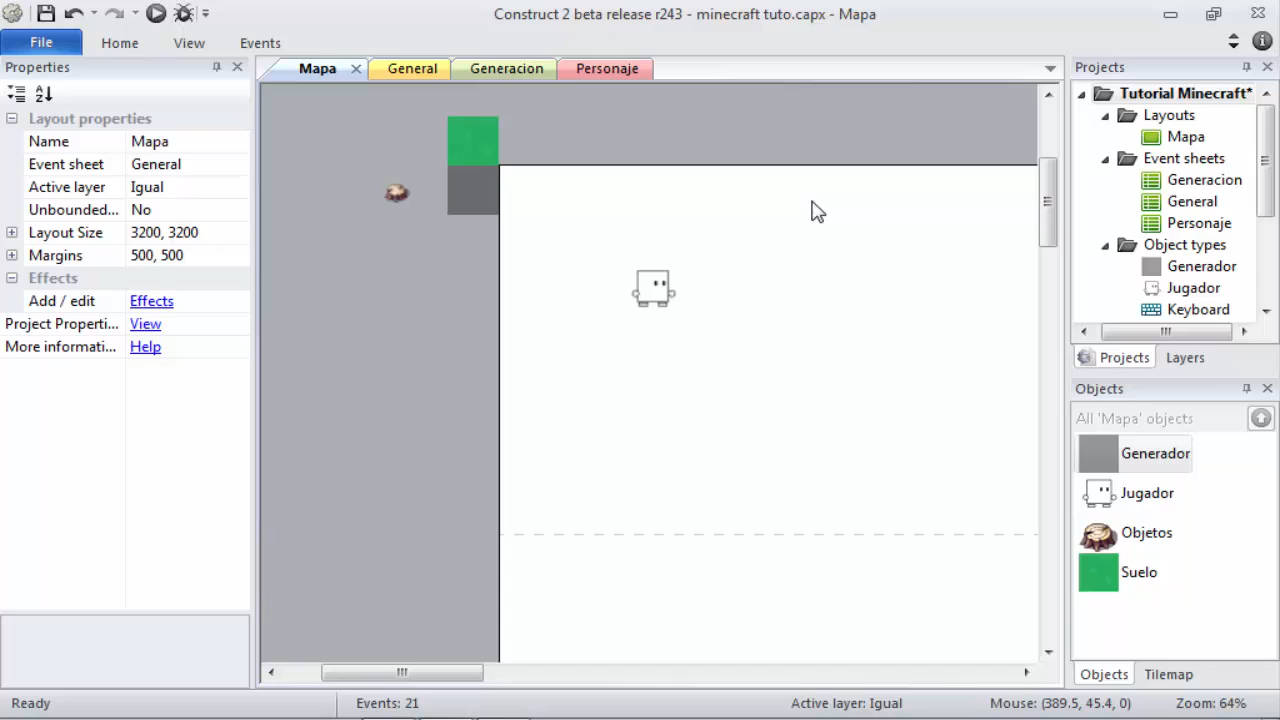 Construct 2 beta release r243 - minecraft tuto.capx - Mapa
File Home View Events
Properties
Layout properties
Name Mapa
Event sheet General
Active layer Igual
Unbounded... No
Layout Size 3200, 3200
Margins 500, 500
Effects
Add / edit Effects
Project Properti... View
More informati... Help
Mapa General Generacion Personaje
Projects
Tutorial Minecraft*
Layouts
Mapa
Event sheets
Generacion
General
Personaje
Object types
Generador
Jugador
Keyboard
Projects Layers
Objects
All 'Mapa' objects
Generador
Jugador
Objetos
Suelo
Objects Tilemap
Ready Events: 21 Active layer: Igual Mouse: (389.5, 45.4, 0) Zoom: 64%